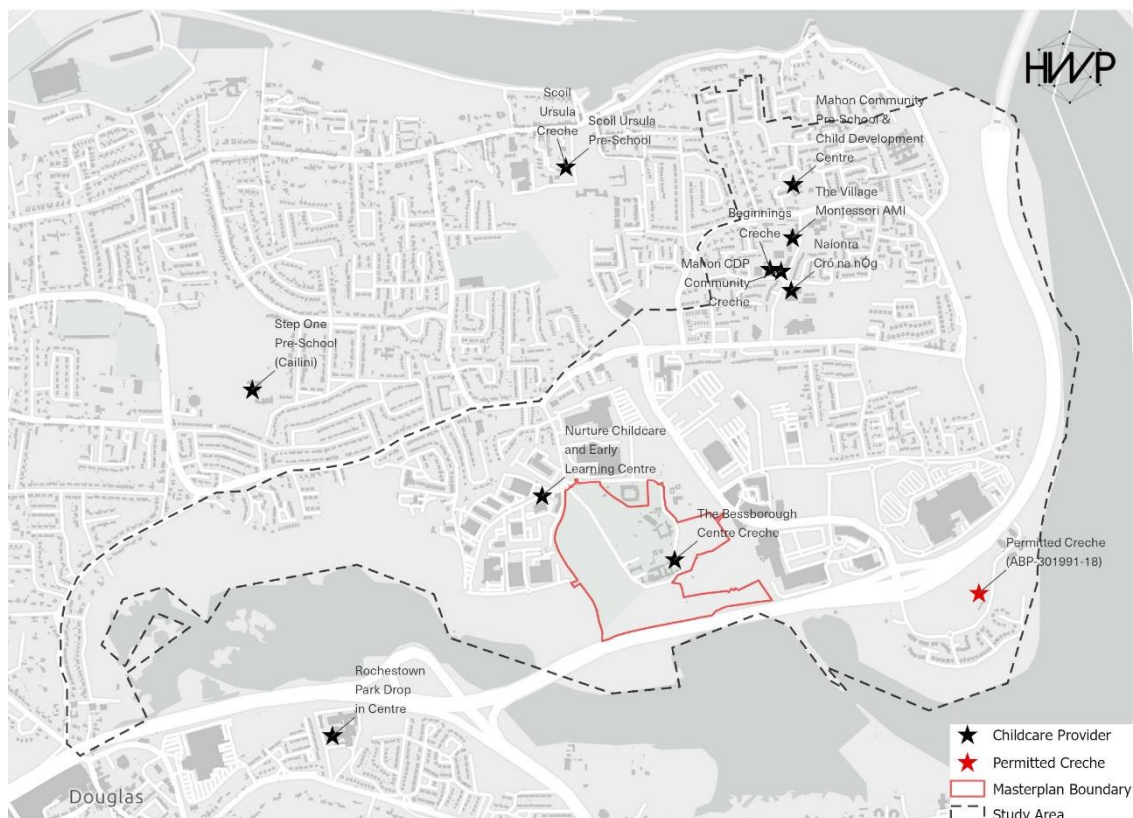 HWP
Scoil
Ursula
Creche
Scoil Ursula
Pre-School
Mahon Community
Pre-School &
Child Development
Centre
The Village
Montessori AMI
Beginnings
Creche
Naíonra
Cró na nÓg
Mahon CDP
Community
Creche
Step One
Pre-School
(Cailini)
Nurture Childcare
and Early
Learning Centre
The Bessborough
Centre Creche
Permitted Creche
(ABP-301991-18)
Rochestown
Park Drop
in Centre
Douglas
Childcare Provider
Permitted Creche
Masterplan Boundary
Study Area